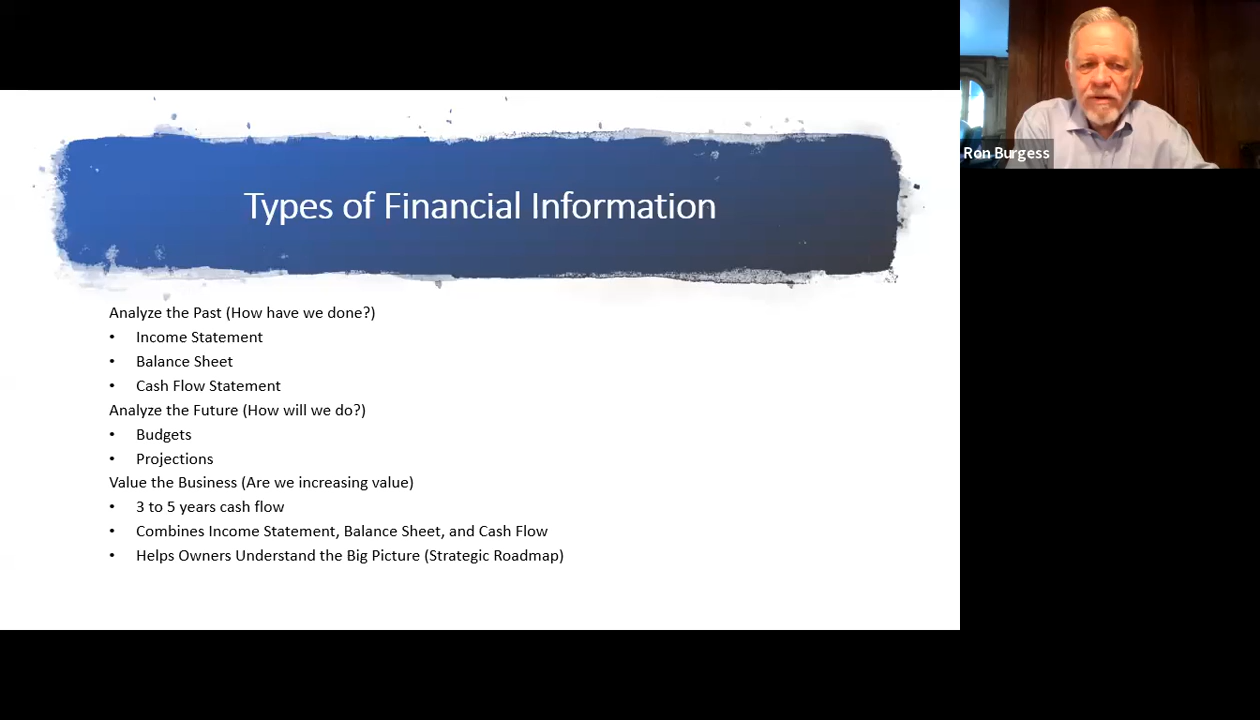 Types of Financial Information
Analyze the Past (How have we done?)
• Income Statement
• Balance Sheet
• Cash Flow Statement
Analyze the Future (How will we do?)
• Budgets
• Projections
Value the Business (Are we increasing value)
• 3 to 5 years cash flow
• Combines Income Statement, Balance Sheet, and Cash Flow
• Helps Owners Understand the Big Picture (Strategic Roadmap)
Ron Burgess